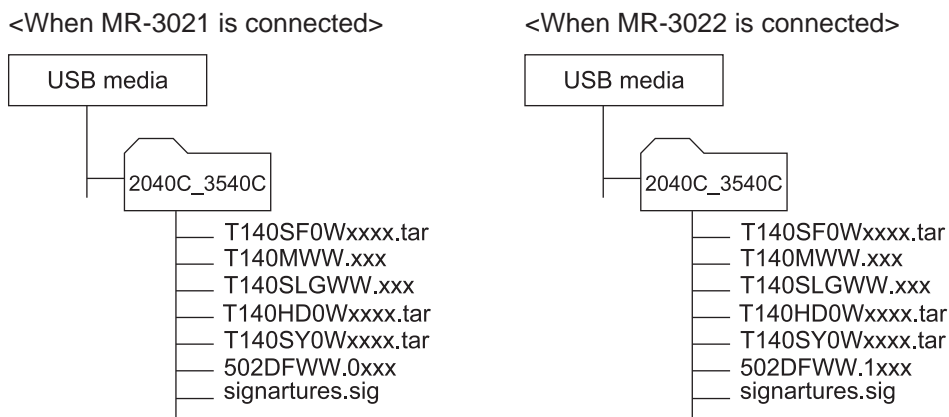 <When MR-3021 is connected>
USB media
2040C_3540C
T140SF0Wxxxx.tar
T140MWW.xxx
T140SLGWW.xxx
T140HD0Wxxxx.tar
T140SY0Wxxxx.tar
502DFWW.0xxx
signartures.sig
<When MR-3022 is connected>
USB media
2040C_3540C
T140SF0Wxxxx.tar
T140MWW.xxx
T140SLGWW.xxx
T140HD0Wxxxx.tar
T140SY0Wxxxx.tar
502DFWW.1xxx
signartures.sig